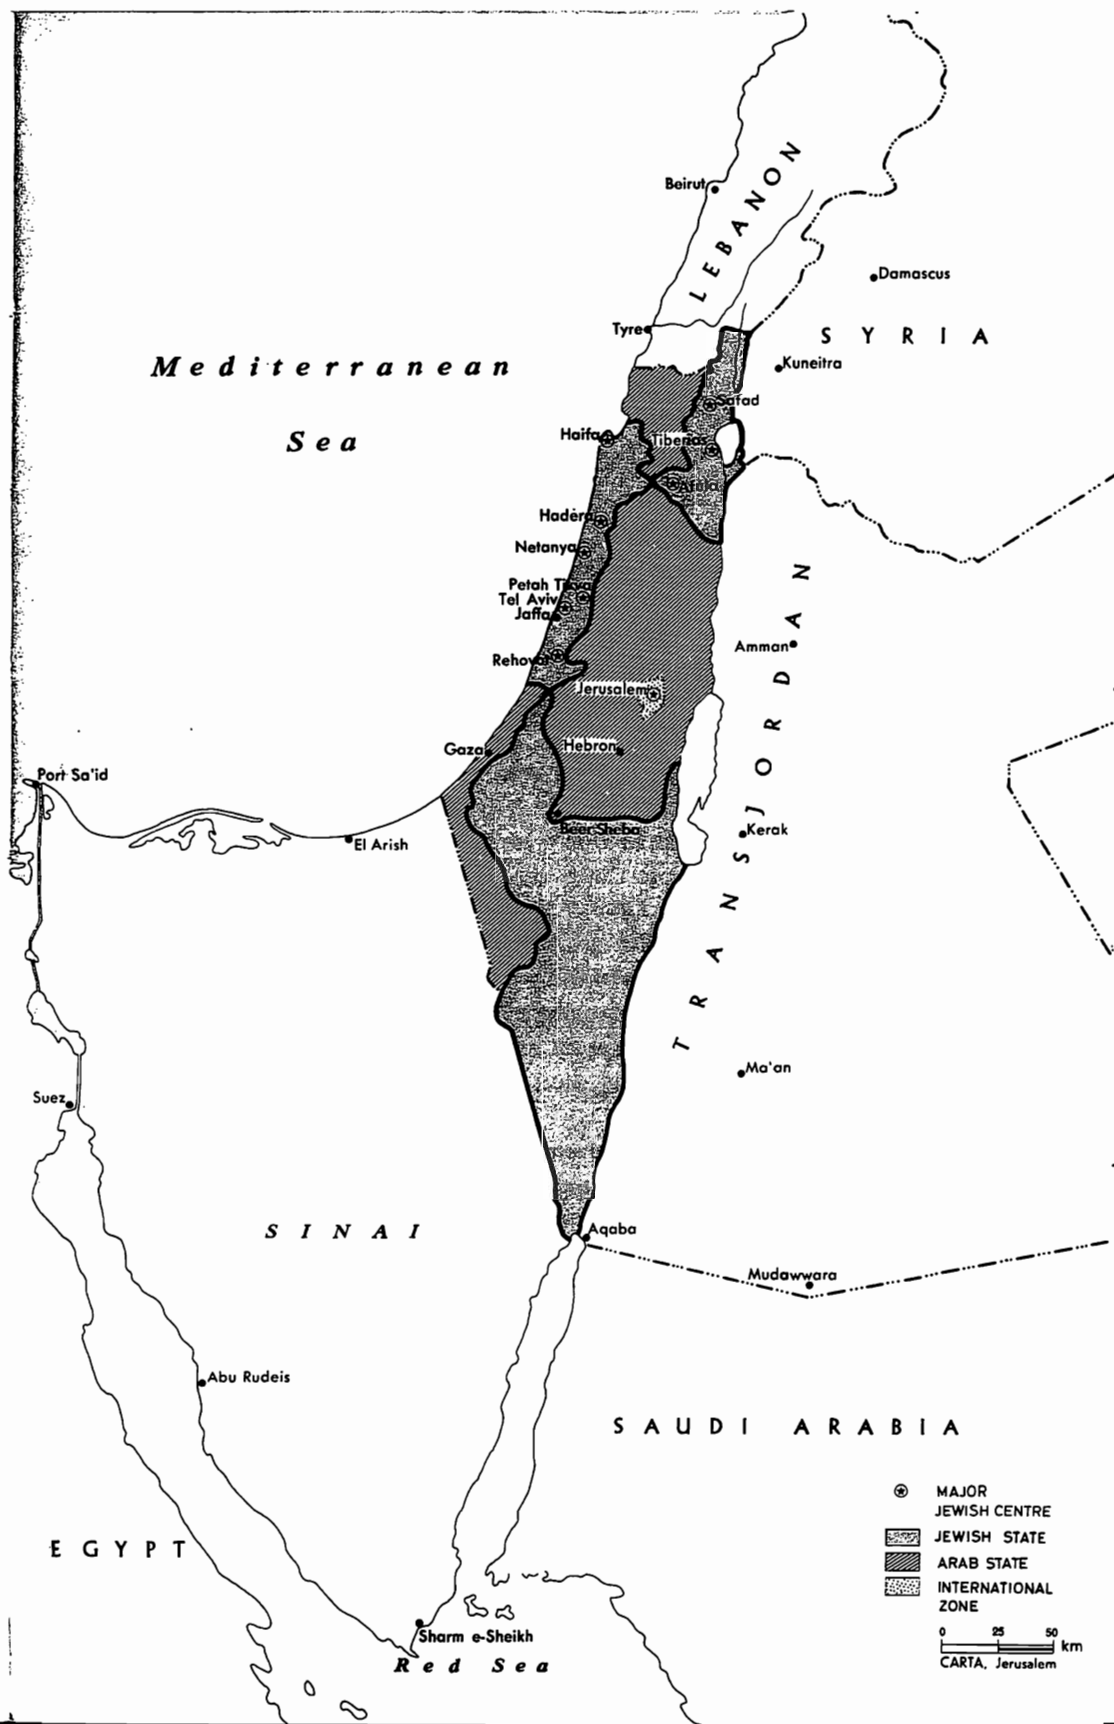 LEBANON
Beirut
Damascus
Tyre
SYRIA
Mediterranean
Sea
Kuneitra
Safad
Haifa
Tiberias
Afula
Hadera
Netanya
Petah Tikva
Tel Aviv
Jaffa
Amman
Rehovot
Jerusalem
TRANSJORDAN
Gaza
Hebron
Port Sa'id
Beer Sheba
Kerak
El Arish
Ma'an
Suez
SINAI
Aqaba
Mudawwara
Abu Rudeis
SAUDI ARABIA
EGYPT
Sharm e-Sheikh
Red Sea
MAJOR
JEWISH CENTRE
JEWISH STATE
ARAB STATE
INTERNATIONAL
ZONE
0 25 50
km
CARTA, Jerusalem